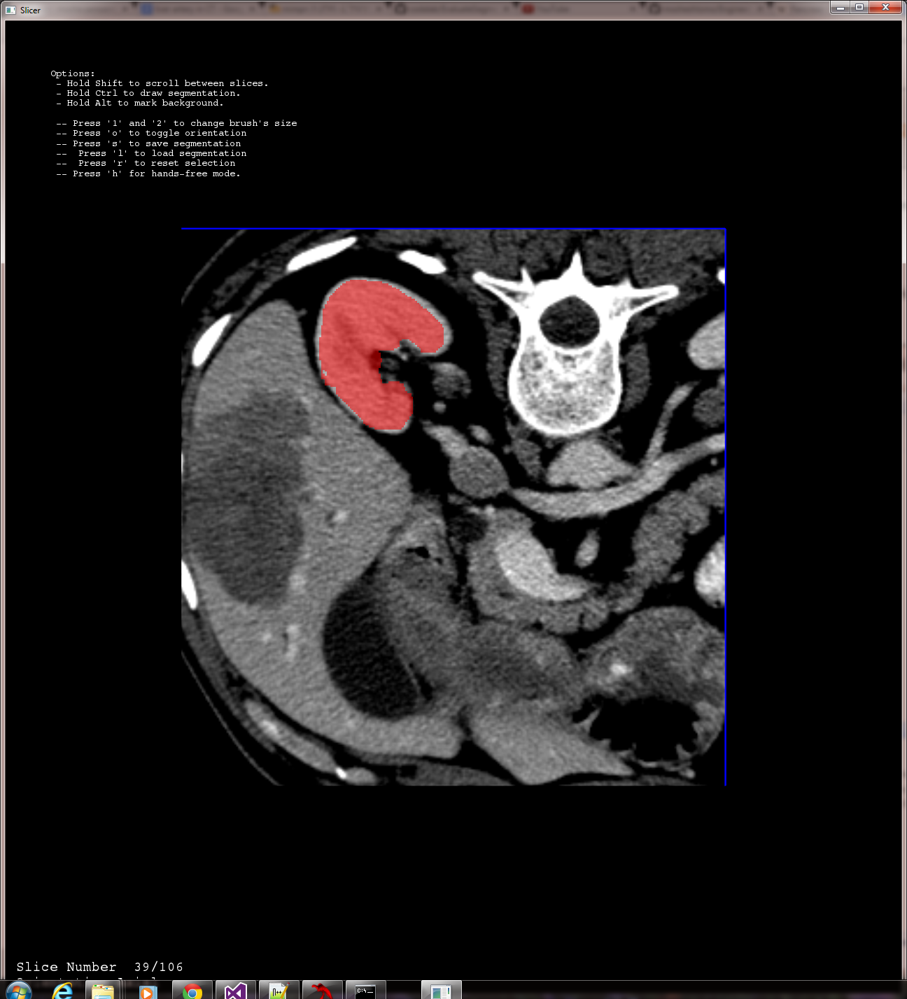 Slicer
Options:
- Hold Shift to scroll between slices.
- Hold Ctrl to draw segmentation.
- Hold Alt to mark background.
-- Press '1' and '2' to change brush's size
-- Press 'o' to toggle orientation
-- Press 's' to save segmentation
-- Press 'l' to load segmentation
-- Press 'r' to reset selection
-- Press 'h' for hands-free mode.
Slice Number 39/106